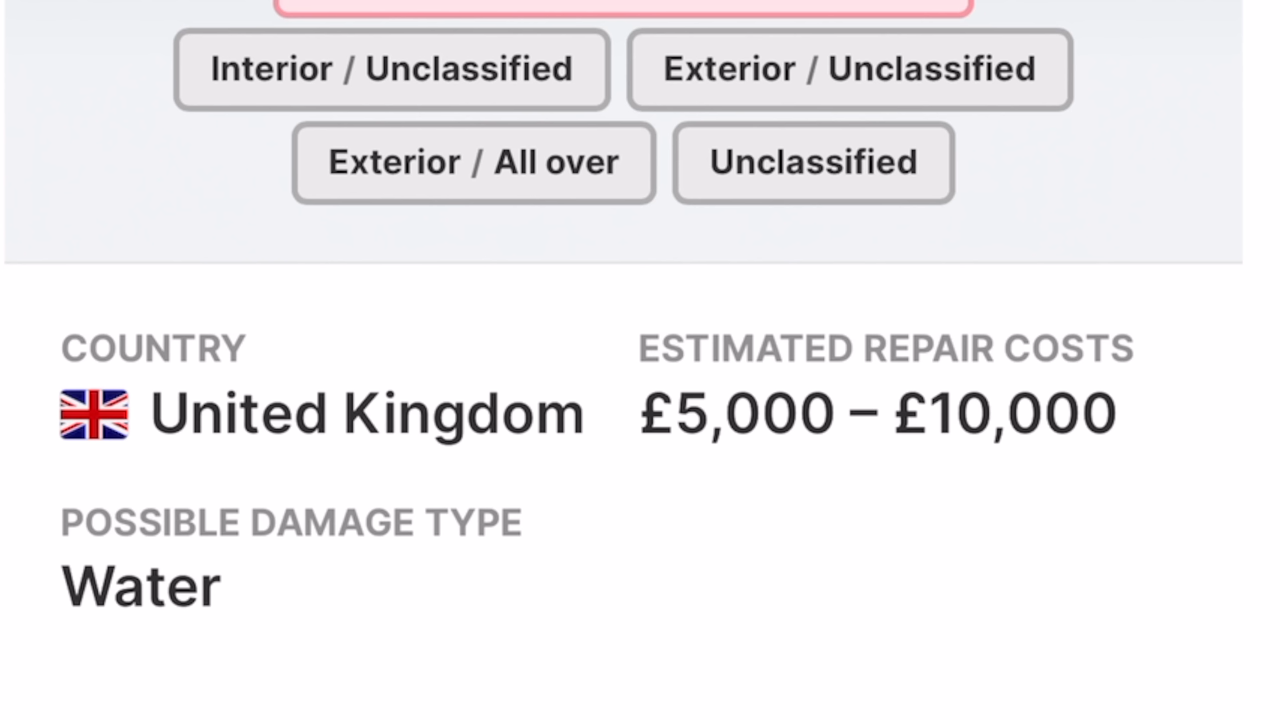 Interior / Unclassified
Exterior / Unclassified
Exterior / All over
Unclassified
COUNTRY
United Kingdom
ESTIMATED REPAIR COSTS
£5,000 – £10,000
POSSIBLE DAMAGE TYPE
Water